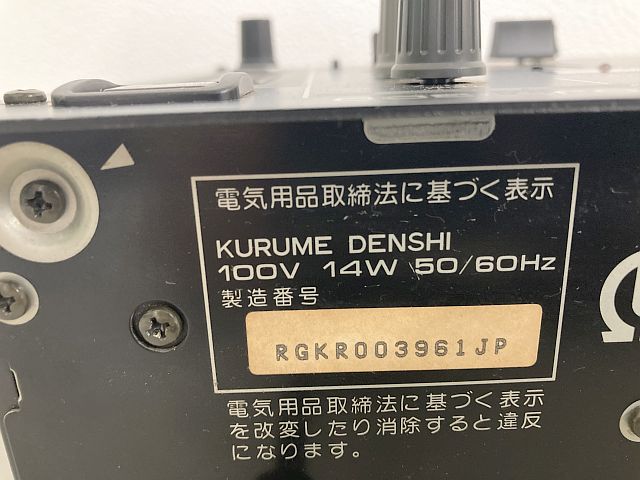 電気用品取締法に基づく表示
KURUME DENSHI
100V 14W 50/60Hz
製造番号
RGKR003961JP
電気用品取締法に基づく表示
を改変したり消除すると違反
になります。